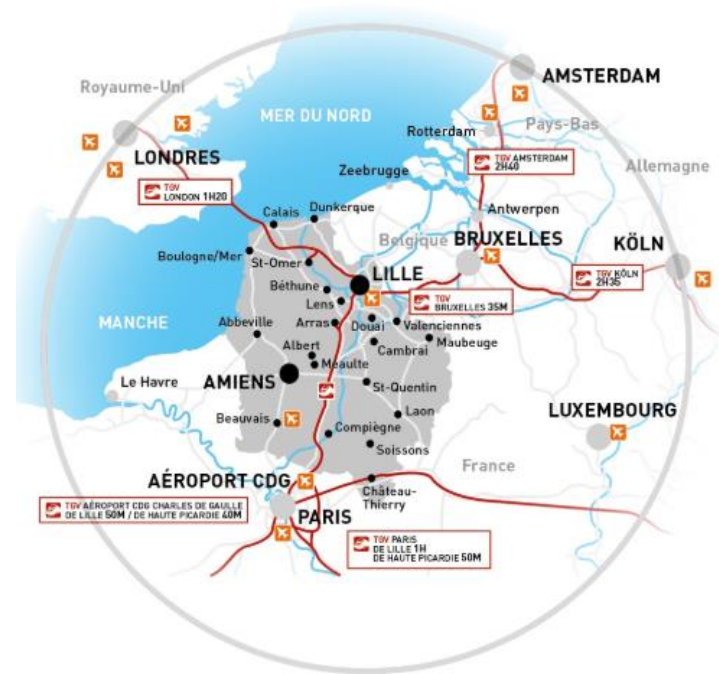 AMSTERDAM
Royaume-Uni
MER DU NORD
Rotterdam
Pays-Bas
LONDRES
TGV AMSTERDAM
2H40
Allemagne
Zeebrugge
TGV
LONDON 1H20
Dunkerque
Calais
Antwerpen
Belgique
BRUXELLES
KÖLN
Boulogne/Mer
St-Omer
LILLE
TGV KÖLN
2H35
Béthune
Lens
TGV
BRUXELLES 35M
MANCHE
Abbeville
Arras
Douai
Valenciennes
Maubeuge
Albert
Cambrai
Méaulte
AMIENS
Le Havre
St-Quentin
Beauvais
Laon
LUXEMBOURG
Compiègne
Soissons
France
AÉROPORT CDG
Château-
Thierry
TGV AÉROPORT CDG CHARLES DE GAULLE
DE LILLE 50M / DE HAUTE PICARDIE 40M
PARIS
TGV PARIS
DE LILLE 1H
DE HAUTE PICARDIE 50M